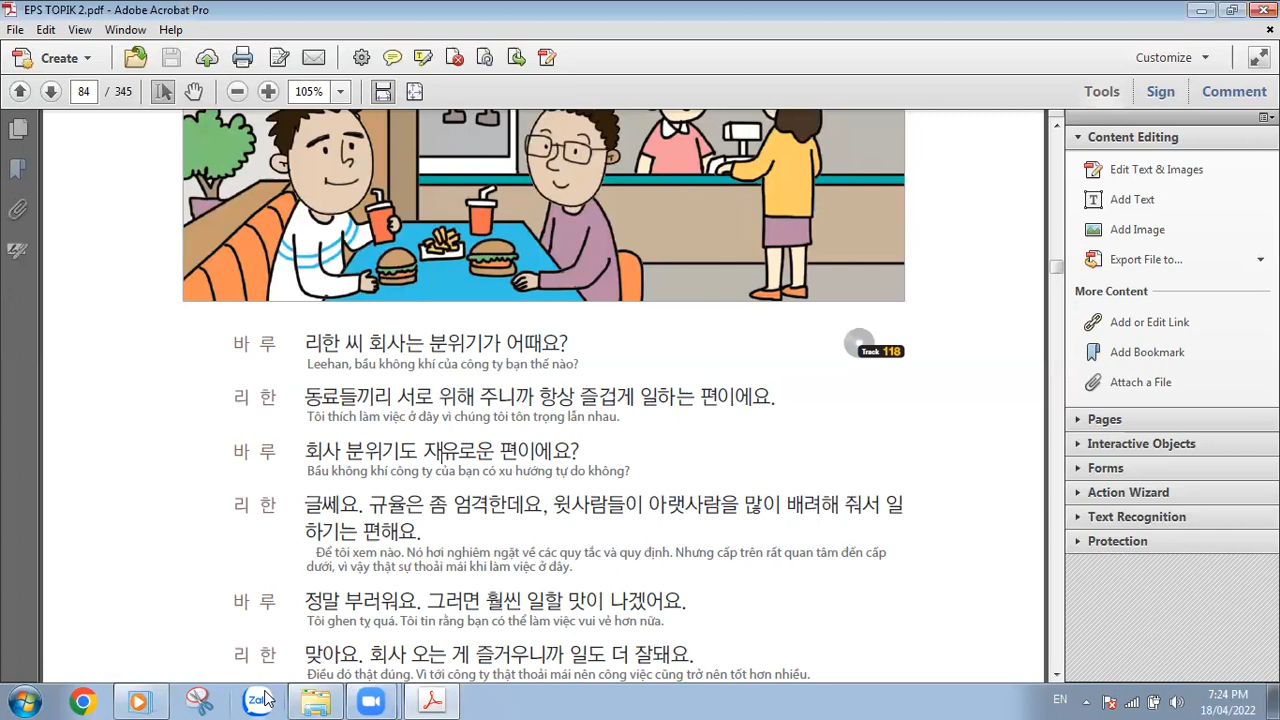 EPS TOPIK 2.pdf - Adobe Acrobat Pro
File Edit View Window Help
Create Customize
84 / 345 105% Tools Sign Comment
Content Editing
Edit Text & Images
Add Text
Add Image
Export File to...
More Content
Add or Edit Link
Add Bookmark
Attach a File
Pages
Interactive Objects
Forms
Action Wizard
Text Recognition
Protection
바 루 리한 씨 회사는 분위기가 어때요?
Track 118
Leehan, bầu không khí của công ty bạn thế nào?
리 한 동료들끼리 서로 위해 주니까 항상 즐겁게 일하는 편이에요.
Tôi thích làm việc ở đây vì chúng tôi tôn trọng lẫn nhau.
바 루 회사 분위기도 자유로운 편이에요?
Bầu không khí công ty của bạn có xu hướng tự do không?
리 한 글쎄요. 규율은 좀 엄격한데요, 윗사람들이 아랫사람을 많이 배려해 줘서 일
하기는 편해요.
Để tôi xem nào. Nó hơi nghiêm ngặt về các quy tắc và quy định. Nhưng cấp trên rất quan tâm đến cấp
dưới, vì vậy thật sự thoải mái khi làm việc ở đây.
바 루 정말 부러워요. 그러면 훨씬 일할 맛이 나겠어요.
Tôi ghen tỵ quá. Tôi tin rằng bạn có thể làm việc vui vẻ hơn nữa.
리 한 맞아요. 회사 오는 게 즐거우니까 일도 더 잘돼요.
Điều đó thật đúng. Vì tới công ty thật thoải mái nên công việc cũng trở nên tốt hơn nhiều.
Zalo
EN
7:24 PM
18/04/2022